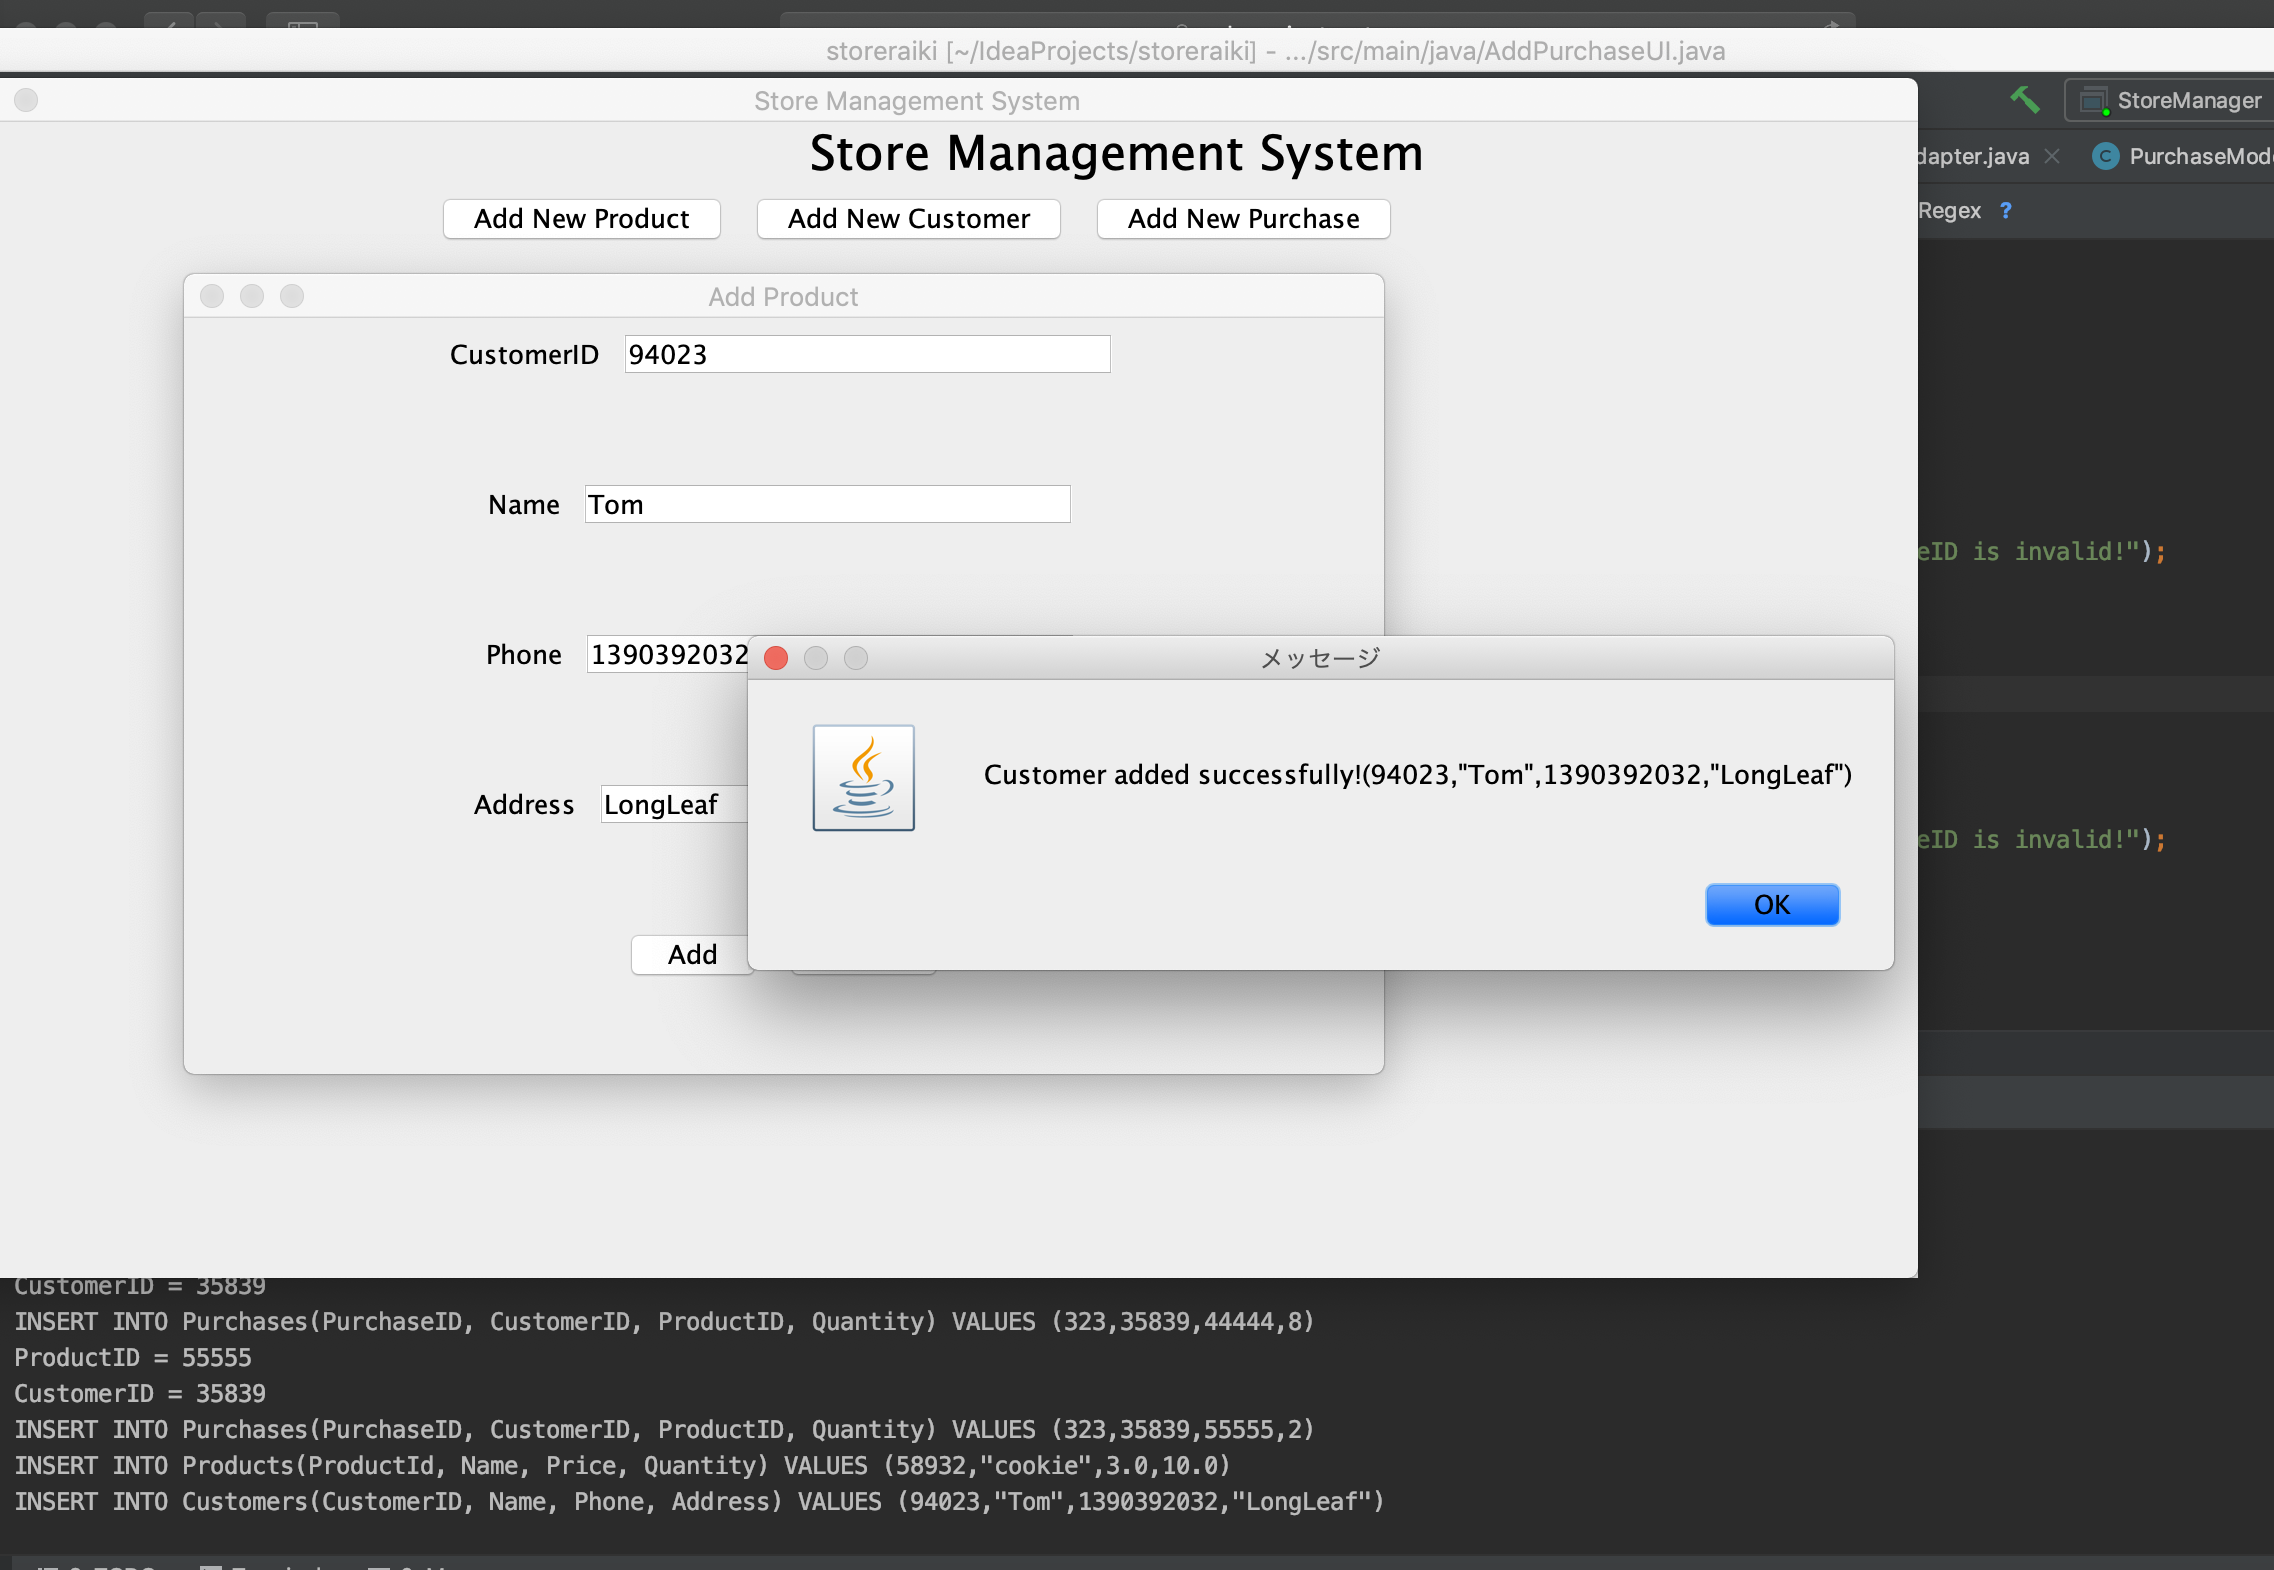 storeraiki [~/IdeaProjects/storeraiki] - .../src/main/java/AddPurchaseUI.java
Store Management System
StoreManager
Store Management System
dapter.java
PurchaseMod
Add New Product
Add New Customer
Add New Purchase
Regex ?
Add Product
CustomerID 94023
Name Tom
eID is invalid!");
Phone 1390392032
メッセージ
Customer added successfully!(94023,"Tom",1390392032,"LongLeaf")
Address LongLeaf
eID is invalid!");
OK
Add
CustomerID = 35839
INSERT INTO Purchases(PurchaseID, CustomerID, ProductID, Quantity) VALUES (323,35839,44444,8)
ProductID = 55555
CustomerID = 35839
INSERT INTO Purchases(PurchaseID, CustomerID, ProductID, Quantity) VALUES (323,35839,55555,2)
INSERT INTO Products(ProductId, Name, Price, Quantity) VALUES (58932,"cookie",3.0,10.0)
INSERT INTO Customers(CustomerID, Name, Phone, Address) VALUES (94023,"Tom",1390392032,"LongLeaf")